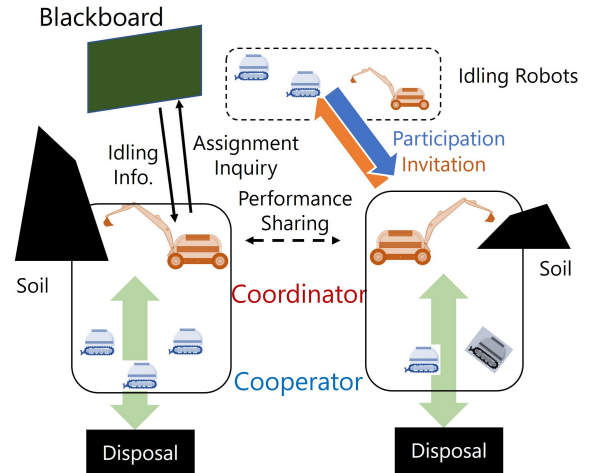 Blackboard
Idling Robots
Idling
Info.
Assignment
Inquiry
Participation
Invitation
Performance
Sharing
Soil
Soil
Coordinator
Cooperator
Disposal
Disposal